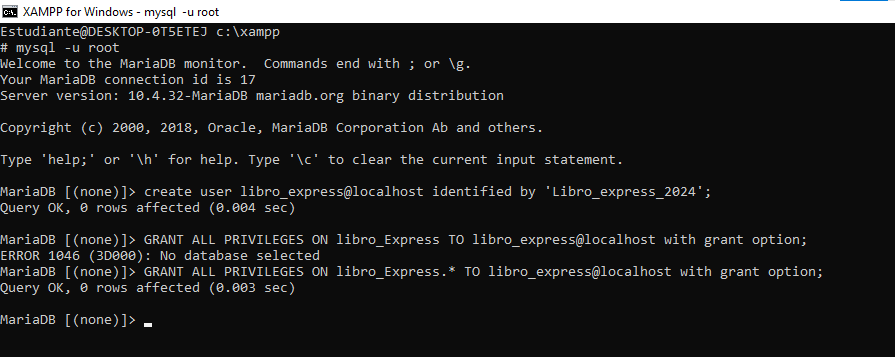 XAMPP for Windows - mysql -u root
Estudiante@DESKTOP-0T5ETEJ c:\xampp
# mysql -u root
Welcome to the MariaDB monitor.  Commands end with ; or \g.
Your MariaDB connection id is 17
Server version: 10.4.32-MariaDB mariadb.org binary distribution

Copyright (c) 2000, 2018, Oracle, MariaDB Corporation Ab and others.

Type 'help;' or '\h' for help. Type '\c' to clear the current input statement.

MariaDB [(none)]> create user libro_express@localhost identified by 'Libro_express_2024';
Query OK, 0 rows affected (0.004 sec)

MariaDB [(none)]> GRANT ALL PRIVILEGES ON libro_Express TO libro_express@localhost with grant option;
ERROR 1046 (3D000): No database selected
MariaDB [(none)]> GRANT ALL PRIVILEGES ON libro_Express.* TO libro_express@localhost with grant option;
Query OK, 0 rows affected (0.003 sec)

MariaDB [(none)]>